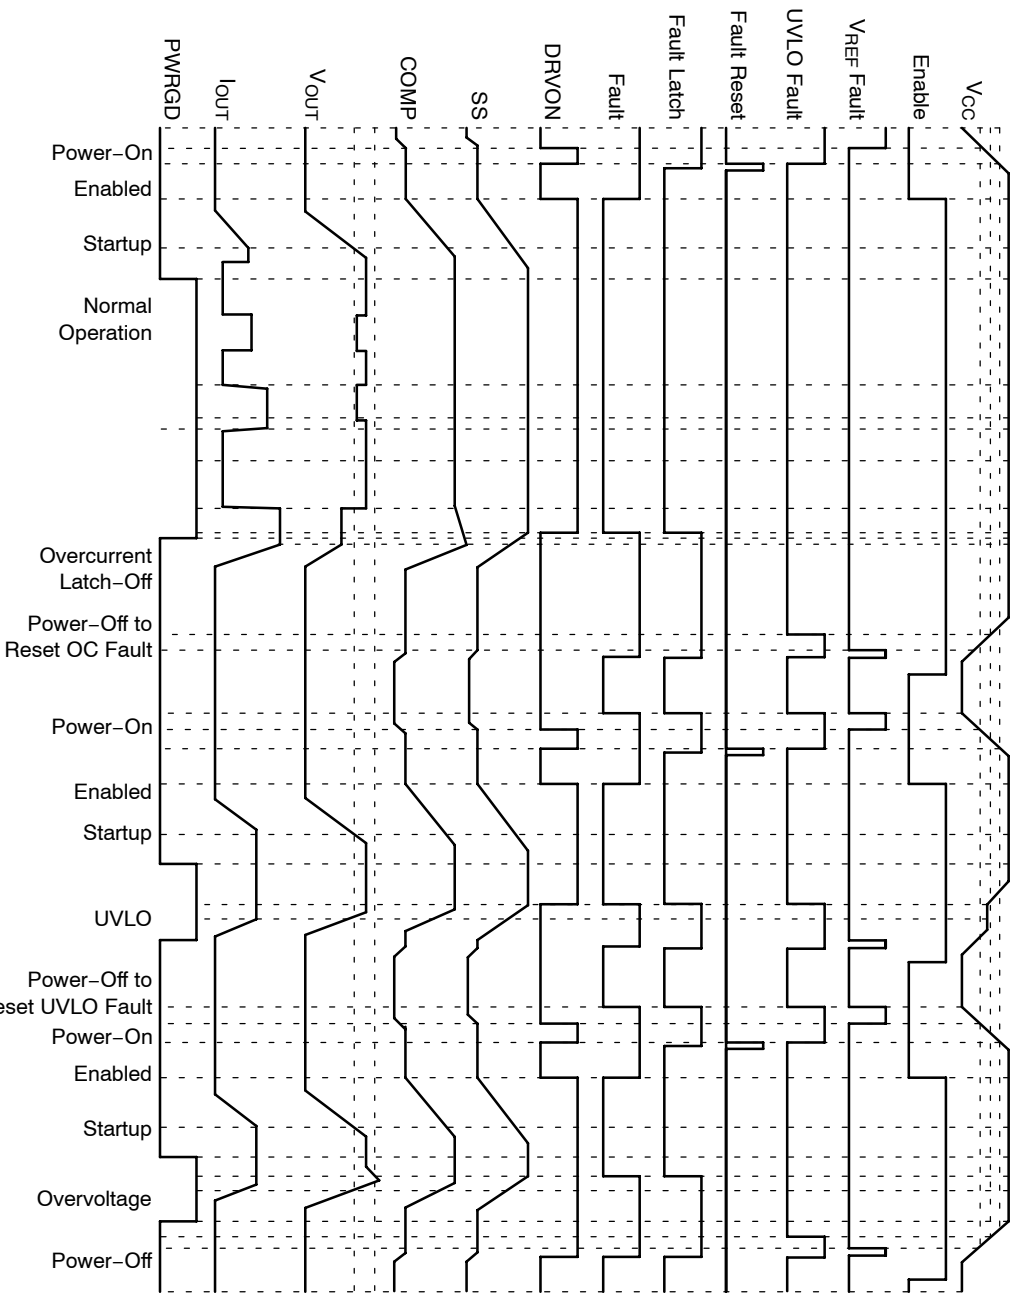 PWRGD
IOUT
VOUT
COMP
SS
DRVON
Fault
Fault Latch
Fault Reset
UVLO Fault
VREF Fault
Enable
VCC
Power−On
Enabled
Startup
Normal
Operation
Overcurrent
Latch−Off
Power−Off to
Reset OC Fault
Power−On
Enabled
Startup
UVLO
Power−Off to
eset UVLO Fault
Power−On
Enabled
Startup
Overvoltage
Power−Off